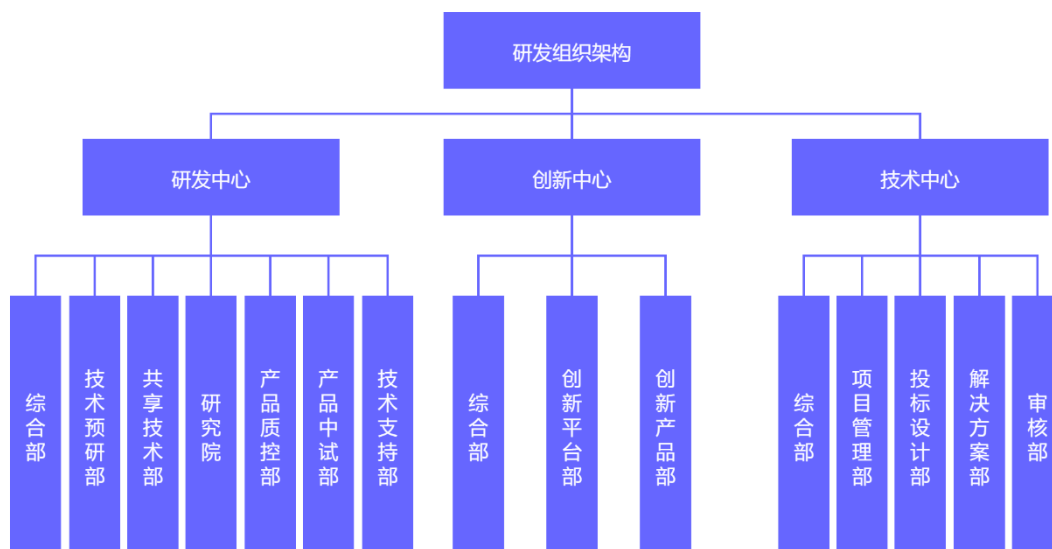 研发组织架构
研发中心
创新中心
技术中心
综合部
技术预研部
共享技术部
研究院
产品质控部
产品中试部
技术支持部
综合部
创新平台部
创新产品部
综合部
项目管理部
投标设计部
解决方案部
审核部